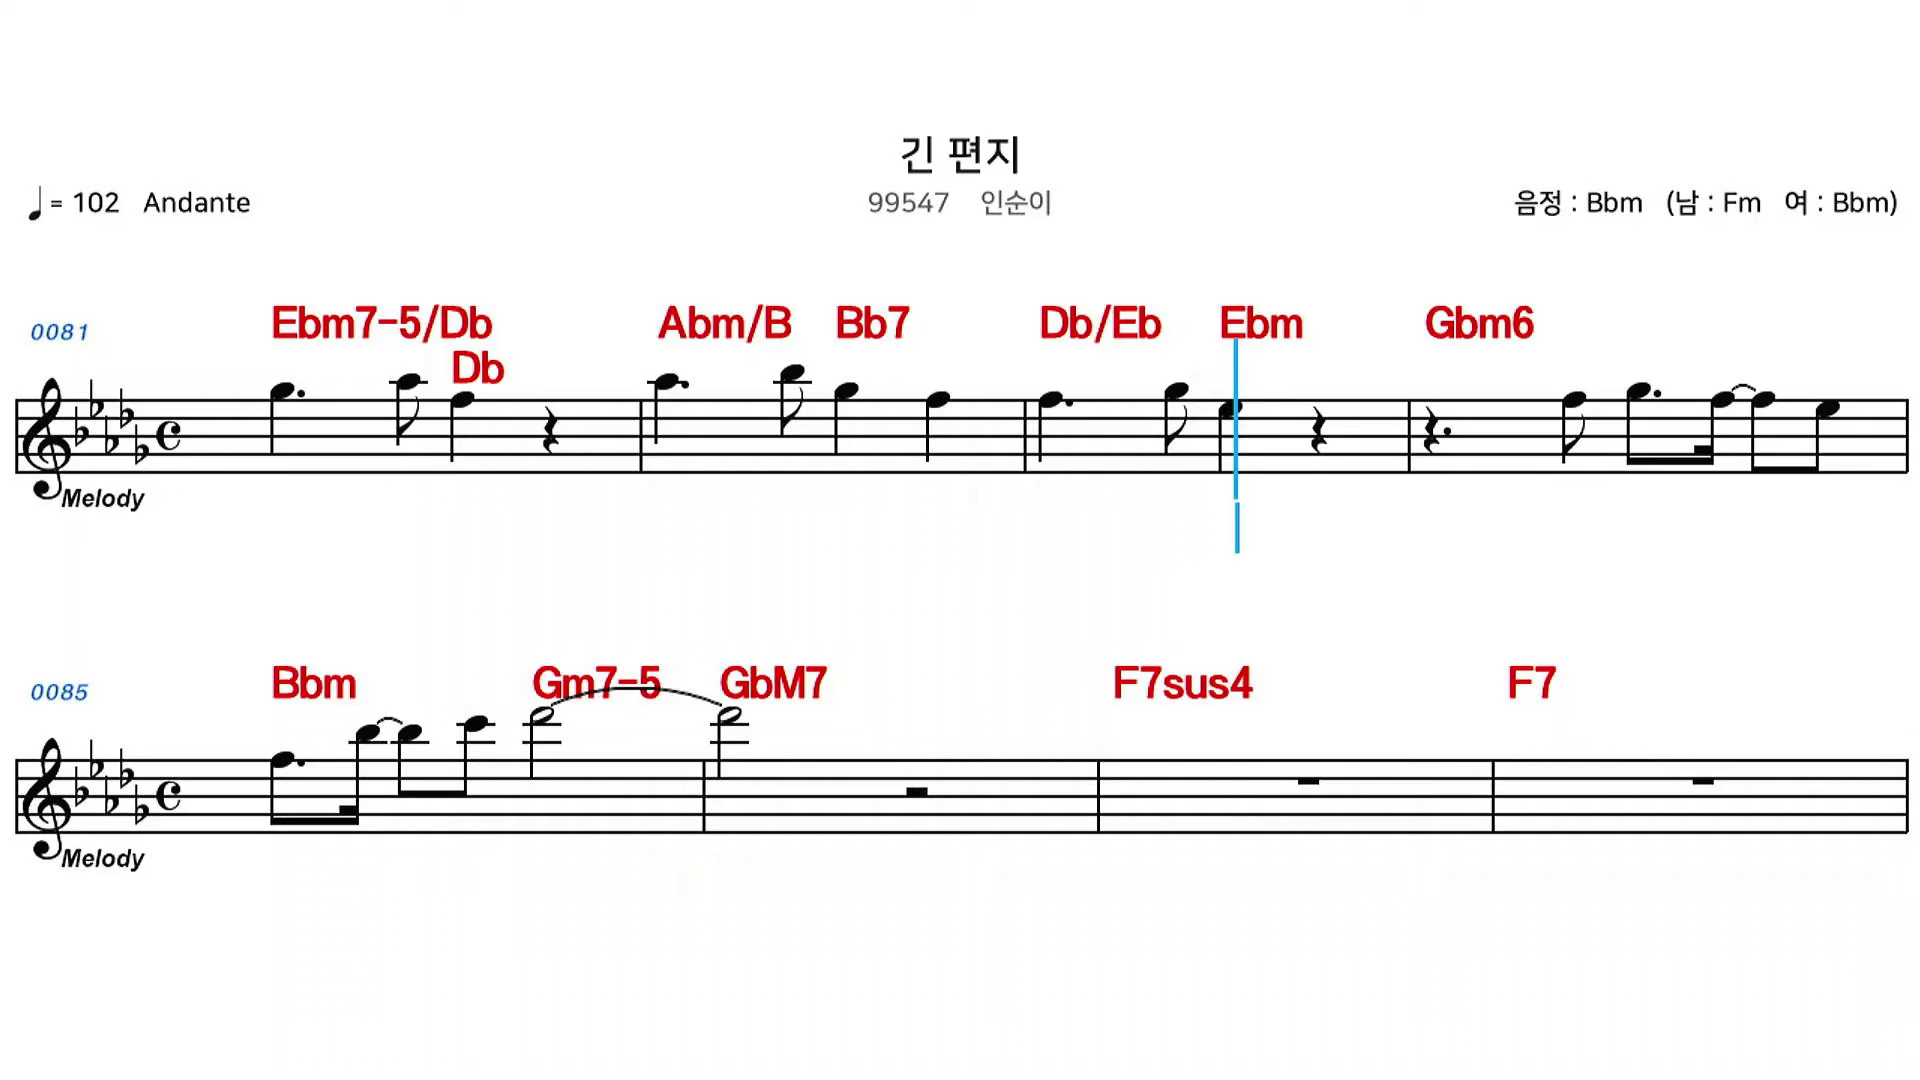 긴 편지
♩ = 102 Andante
99547 인순이
음정 : Bbm (남 : Fm 여 : Bbm)
0081
Ebm7-5/Db Abm/B Bb7 Db/Eb Ebm Gbm6
Db
Melody
0085
Bbm Gm7-5 GbM7 F7sus4 F7
Melody